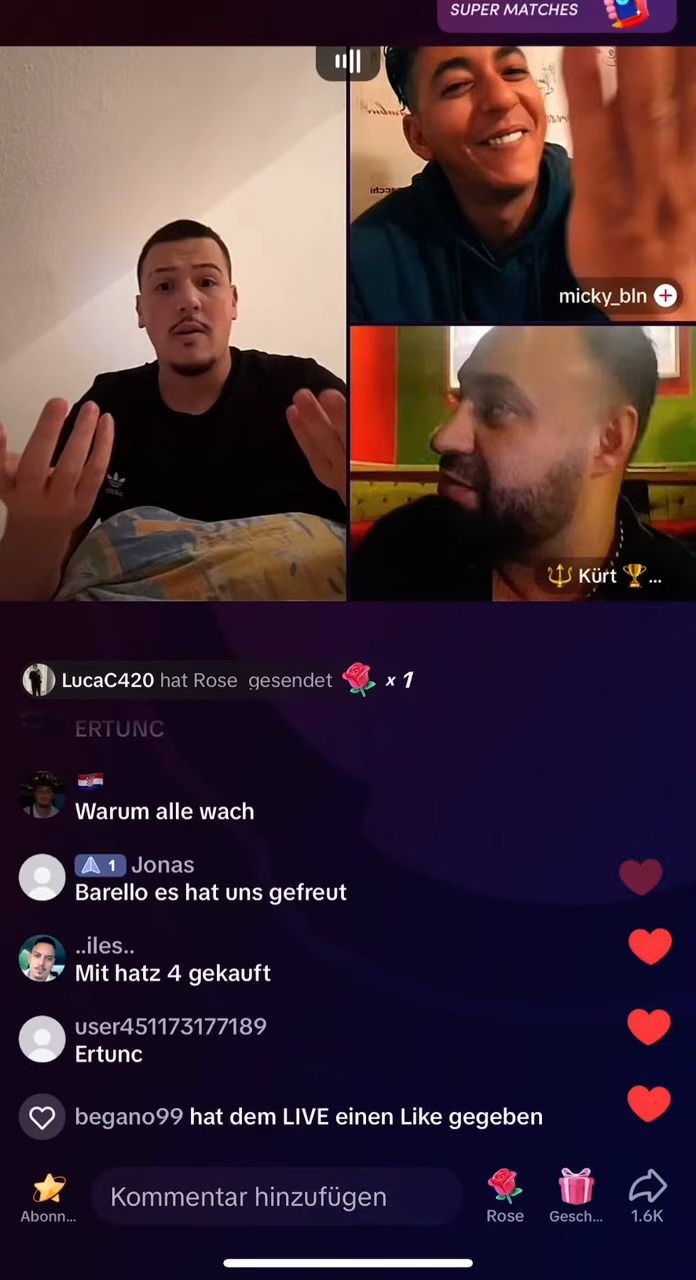 SUPER MATCHES
micky_bln
Kürt 🏆...
LucaC420 hat Rose gesendet x 1
ERTUNC
Warum alle wach
1 Jonas
Barello es hat uns gefreut
..iles..
Mit hatz 4 gekauft
user451173177189
Ertunc
begano99 hat dem LIVE einen Like gegeben
Abonn...
Kommentar hinzufügen
Rose
Gesch...
1.6K